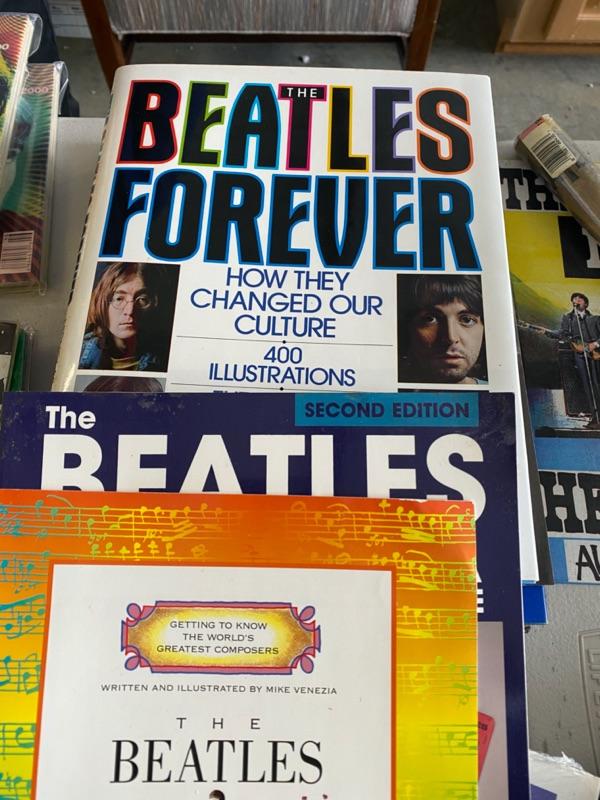 THE
BEATLES
FOREVER
HOW THEY
CHANGED OUR
CULTURE
400
ILLUSTRATIONS
The
SECOND EDITION
BEATLES
GETTING TO KNOW
THE WORLD'S
GREATEST COMPOSERS
WRITTEN AND ILLUSTRATED BY MIKE VENEZIA
THE
BEATLES
2000